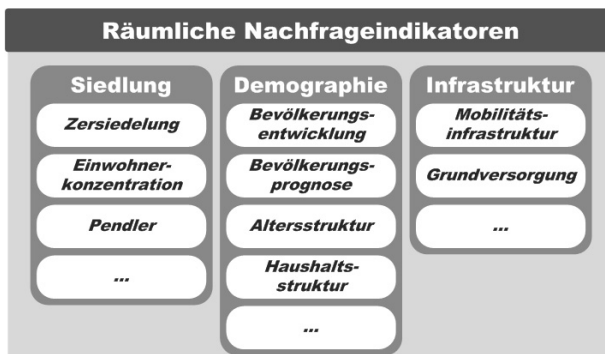 Räumliche Nachfrageindikatoren
Siedlung
Zersiedelung
Einwohner-
konzentration
Pendler
...
Demographie
Bevölkerungs-
entwicklung
Bevölkerungs-
prognose
Altersstruktur
Haushalts-
struktur
...
Infrastruktur
Mobilitäts-
infrastruktur
Grundversorgung
...